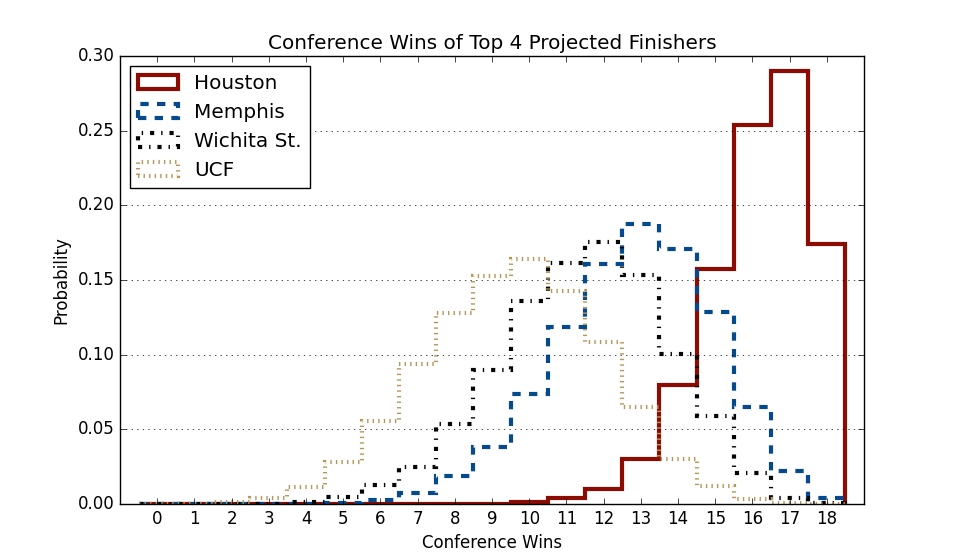 Conference Wins of Top 4 Projected Finishers
0.30
0.25
0.20
0.15
0.10
0.05
0.00
Probability
Houston
Memphis
Wichita St.
UCF
0 1 2 3 4 5 6 7 8 9 10 11 12 13 14 15 16 17 18
Conference Wins